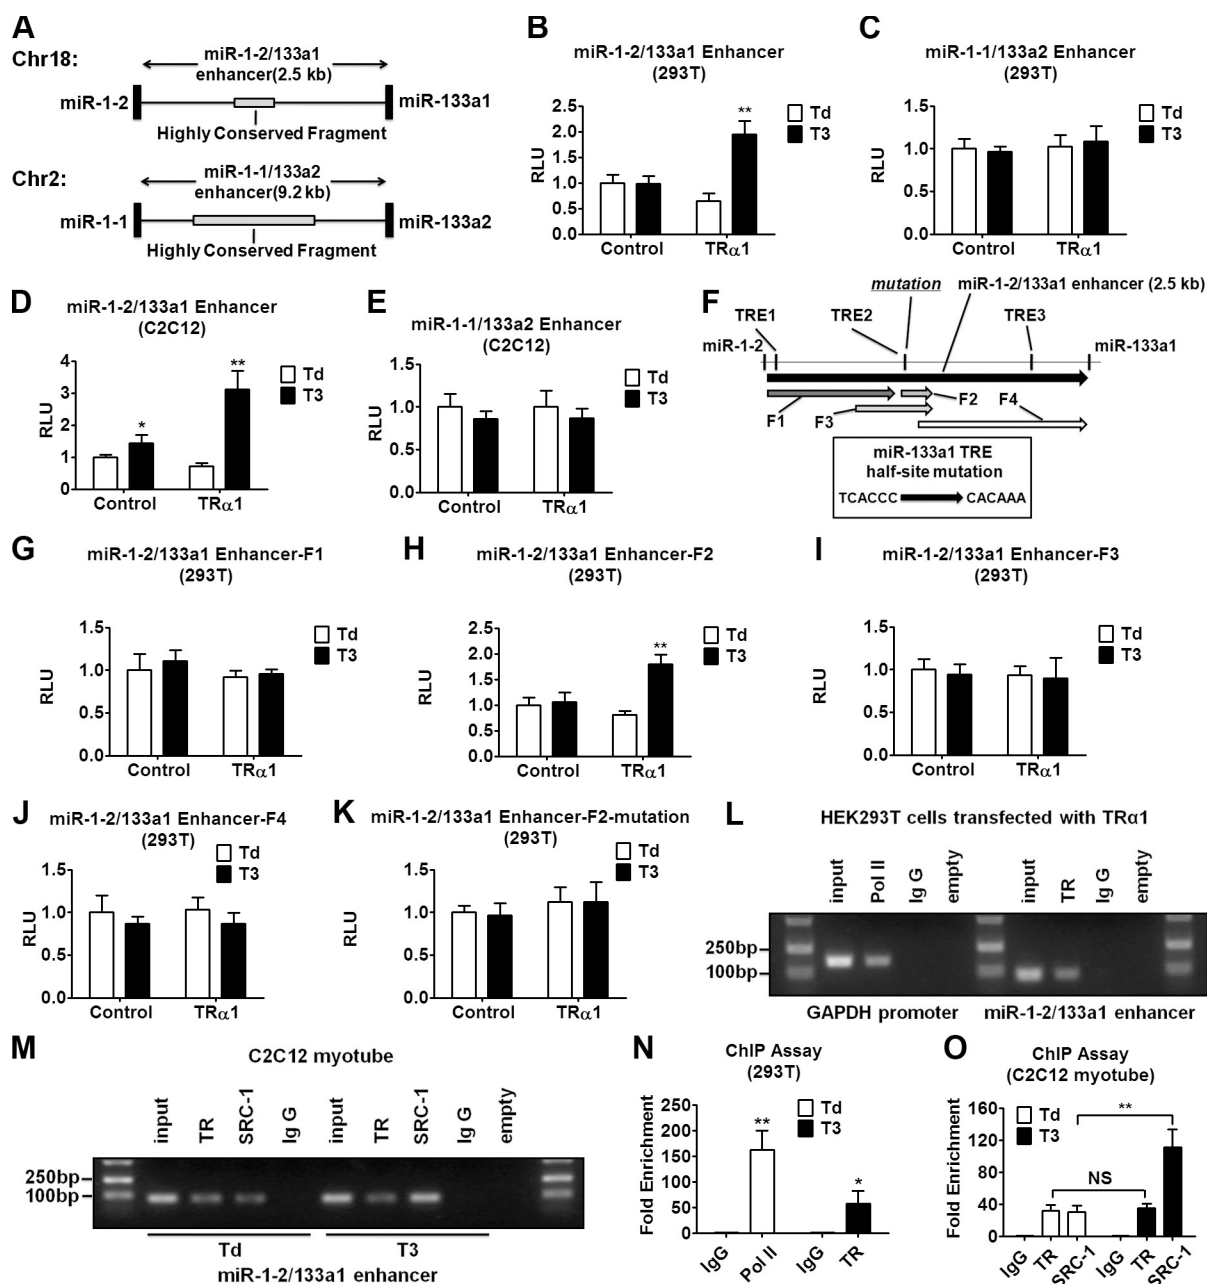 A
Chr18:
miR-1-2/133a1
enhancer(2.5 kb)
miR-1-2
miR-133a1
Highly Conserved Fragment
Chr2:
miR-1-1/133a2
enhancer(9.2 kb)
miR-1-1
miR-133a2
Highly Conserved Fragment
B
miR-1-2/133a1 Enhancer
(293T)
RLU
2.5
2.0
1.5
1.0
0.5
0.0
**
Td
T3
Control
TRα1
C
miR-1-1/133a2 Enhancer
(293T)
RLU
1.5
1.0
0.5
0.0
Td
T3
Control
TRα1
D
miR-1-2/133a1 Enhancer
(C2C12)
RLU
4
3
2
1
0
*
**
Td
T3
Control
TRα1
E
miR-1-1/133a2 Enhancer
(C2C12)
RLU
1.5
1.0
0.5
0.0
Td
T3
Control
TRα1
F
mutation
miR-1-2/133a1 enhancer (2.5 kb)
TRE1
TRE2
TRE3
miR-1-2
miR-133a1
F1
F3
F2
F4
miR-133a1 TRE
half-site mutation
TCACCC
CACAAA
G
miR-1-2/133a1 Enhancer-F1
(293T)
RLU
1.5
1.0
0.5
0.0
Td
T3
Control
TRα1
H
miR-1-2/133a1 Enhancer-F2
(293T)
RLU
2.5
2.0
1.5
1.0
0.5
0.0
**
Td
T3
Control
TRα1
I
miR-1-2/133a1 Enhancer-F3
(293T)
RLU
1.5
1.0
0.5
0.0
Td
T3
Control
TRα1
J
miR-1-2/133a1 Enhancer-F4
(293T)
RLU
1.5
1.0
0.5
0.0
Td
T3
Control
TRα1
K
miR-1-2/133a1 Enhancer-F2-mutation
(293T)
RLU
1.5
1.0
0.5
0.0
Td
T3
Control
TRα1
L
HEK293T cells transfected with TRα1
input
Pol II
Ig G
empty
input
TR
Ig G
empty
250bp
100bp
GAPDH promoter
miR-1-2/133a1 enhancer
M
C2C12 myotube
input
TR
SRC-1
Ig G
input
TR
SRC-1
Ig G
empty
250bp
100bp
Td
T3
miR-1-2/133a1 enhancer
N
ChIP Assay
(293T)
Fold Enrichment
250
200
150
100
50
0
**
*
Td
T3
IgG
Pol II
IgG
TR
O
ChIP Assay
(C2C12 myotube)
Fold Enrichment
160
120
80
40
0
Td
T3
**
NS
IgG
TR
SRC-1
IgG
TR
SRC-1